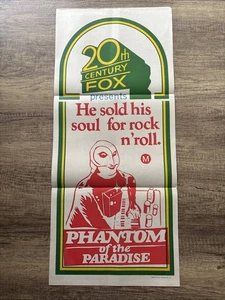 20th
CENTURY
FOX
presents
He sold his
soul for rock
n'roll.
M
PHANTOM
of the
PARADISE